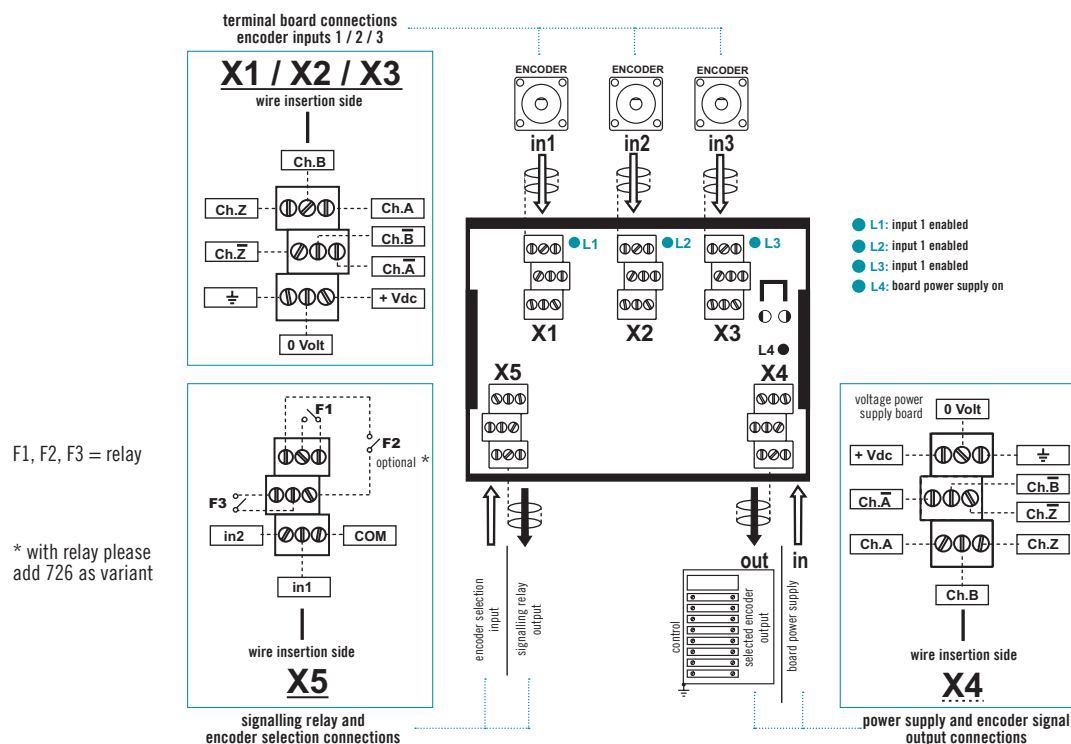 terminal board connections
encoder inputs 1 / 2 / 3
X1 / X2 / X3
wire insertion side
Ch.B
Ch.Z
Ch.A
Ch.B̅
Ch.Z̅
Ch.A̅
+ Vdc
0 Volt
ENCODER
ENCODER
ENCODER
in1
in2
in3
L1
L2
L3
X1
X2
X3
L4
X5
X4
L1: input 1 enabled
L2: input 1 enabled
L3: input 1 enabled
L4: board power supply on
F1, F2, F3 = relay
* with relay please
add 726 as variant
F1
F2
optional *
F3
in2
COM
in1
wire insertion side
X5
signalling relay and
encoder selection connections
encoder selection
input
signalling relay
output
out
in
control
selected encoder
output
board power supply
voltage power
supply board
0 Volt
+ Vdc
Ch.B̅
Ch.A̅
Ch.Z̅
Ch.A
Ch.Z
Ch.B
wire insertion side
X4
power supply and encoder signal
output connections